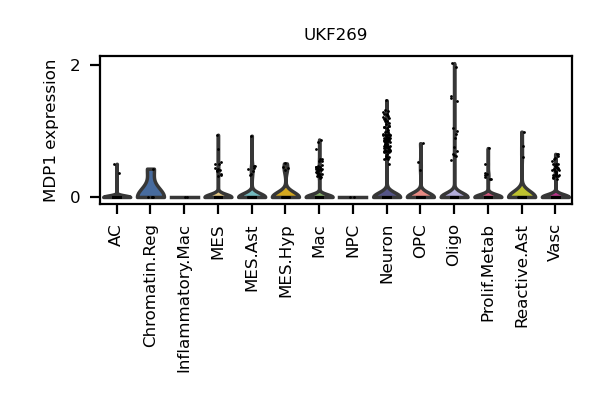 UKF269
MDP1 expression
2
0
AC
Chromatin.Reg
Inflammatory.Mac
MES
MES.Ast
MES.Hyp
Mac
NPC
Neuron
OPC
Oligo
Prolif.Metab
Reactive.Ast
Vasc